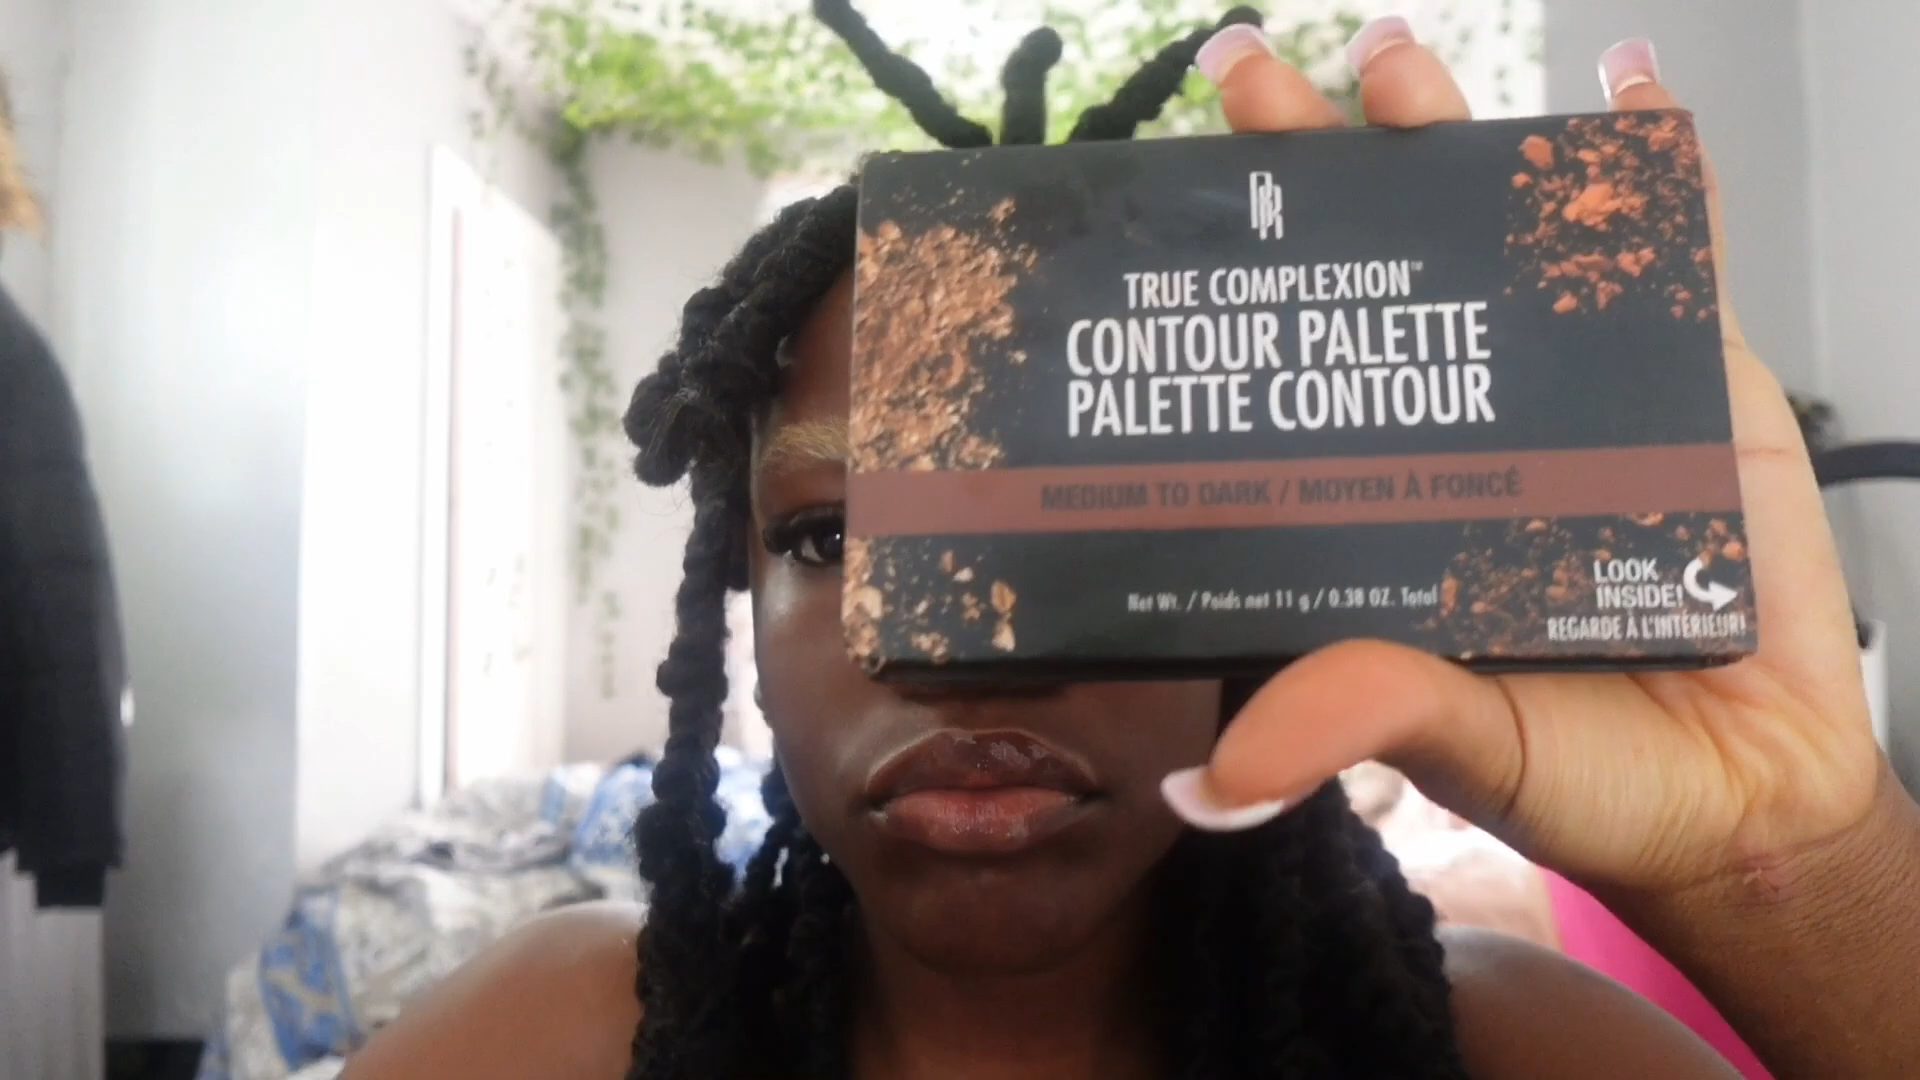 TRUE COMPLEXION™
CONTOUR PALETTE
PALETTE CONTOUR
MEDIUM TO DARK / MOYEN À FONCÉ
Net Wt. / Poids net 11 g / 0.38 OZ. Total
LOOK
INSIDE!
REGARDE À L'INTÉRIEUR!